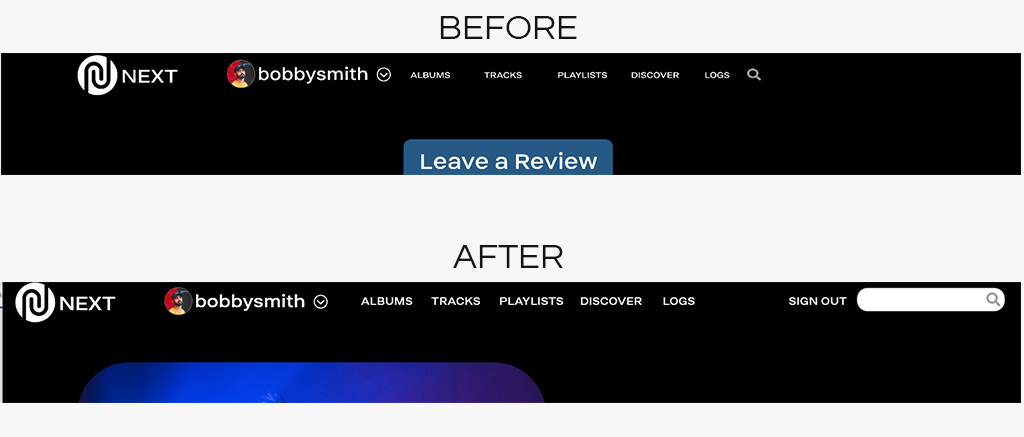 BEFORE
NEXT bobbysmith ALBUMS TRACKS PLAYLISTS DISCOVER LOGS
Leave a Review
AFTER
NEXT bobbysmith ALBUMS TRACKS PLAYLISTS DISCOVER LOGS SIGN OUT